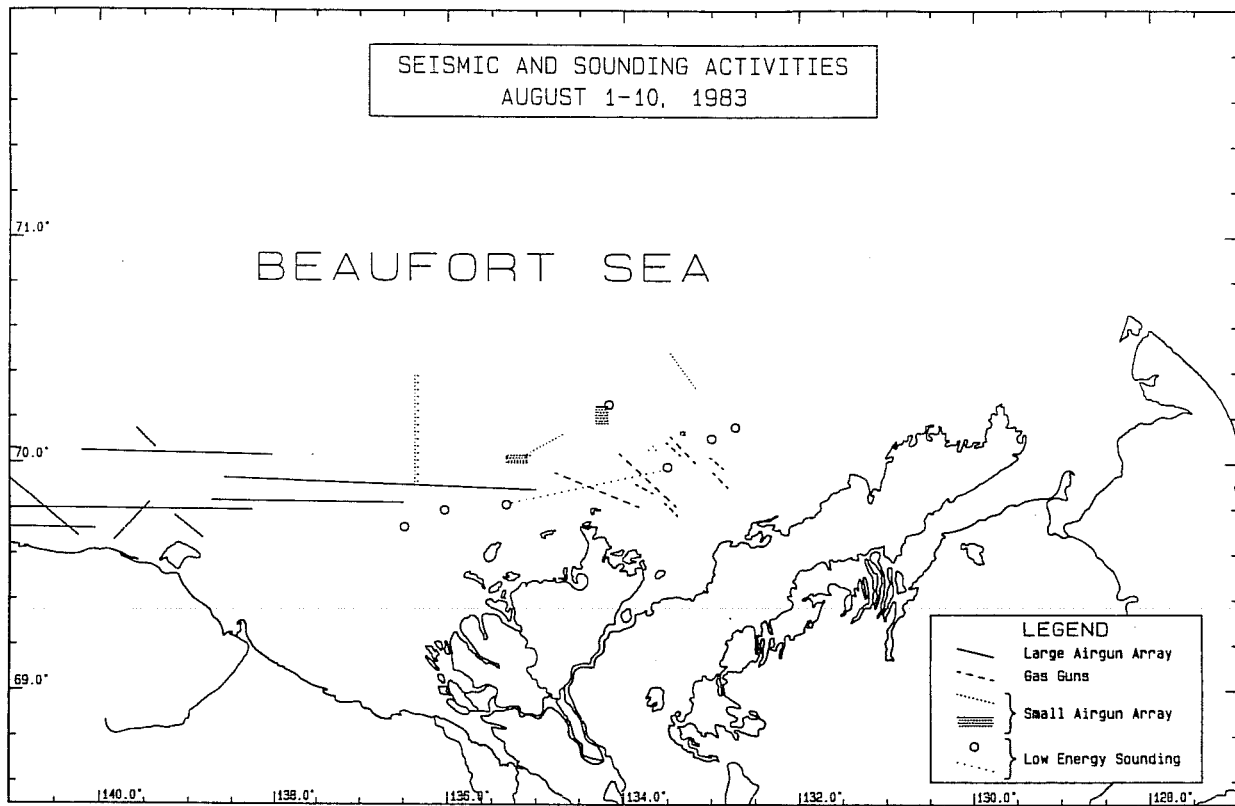 SEISMIC AND SOUNDING ACTIVITIES
AUGUST 1-10, 1983
71.0°
BEAUFORT SEA
70.0°
69.0°
LEGEND
Large Airgun Array
Gas Guns
Small Airgun Array
Low Energy Sounding
140.0° 138.0° 136.0° 134.0° 132.0° 130.0° 128.0°